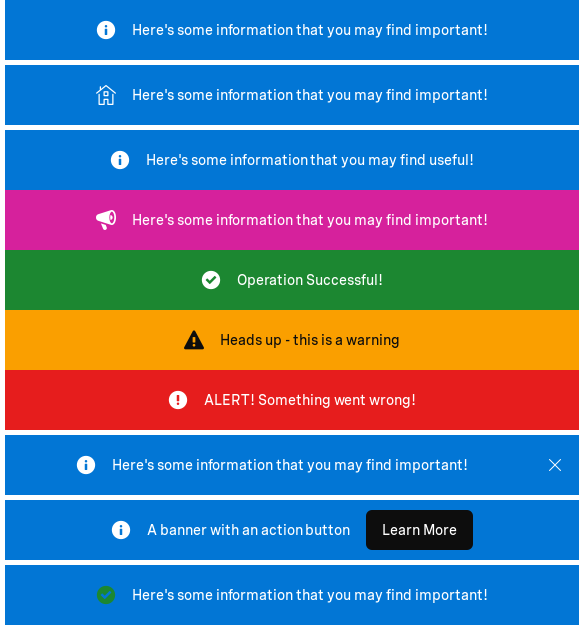 Here's some information that you may find important!
Here's some information that you may find important!
Here's some information that you may find useful!
Here's some information that you may find important!
Operation Successful!
Heads up - this is a warning
ALERT! Something went wrong!
Here's some information that you may find important!
A banner with an action button Learn More
Here's some information that you may find important!